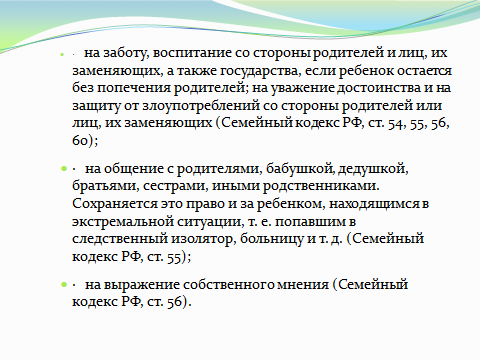 · на заботу, воспитание со стороны родителей и лиц, их
заменяющих, а также государства, если ребенок остается
без попечения родителей; на уважение достоинства и на
защиту от злоупотреблений со стороны родителей или
лиц, их заменяющих (Семейный кодекс РФ, ст. 54, 55, 56,
60);
· на общение с родителями, бабушкой, дедушкой,
братьями, сестрами, иными родственниками.
Сохраняется это право и за ребенком, находящимся в
экстремальной ситуации, т. е. попавшим в
следственный изолятор, больницу и т. д. (Семейный
кодекс РФ, ст. 55);
· на выражение собственного мнения (Семейный
кодекс РФ, ст. 56).